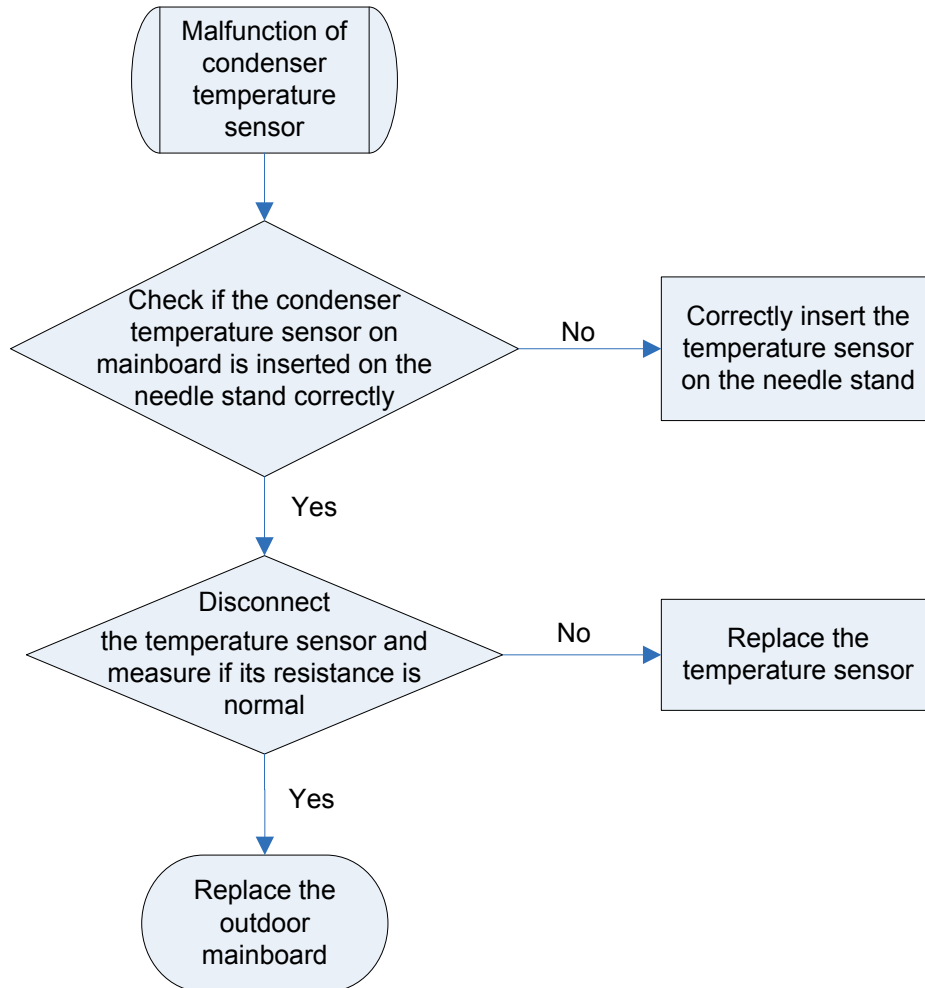 Malfunction of
condenser
temperature
sensor
Check if the condenser
temperature sensor on
mainboard is inserted on the
needle stand correctly
No
Correctly insert the
temperature sensor
on the needle stand
Yes
Disconnect
the temperature sensor and
measure if its resistance is
normal
No
Replace the
temperature sensor
Yes
Replace the
outdoor
mainboard